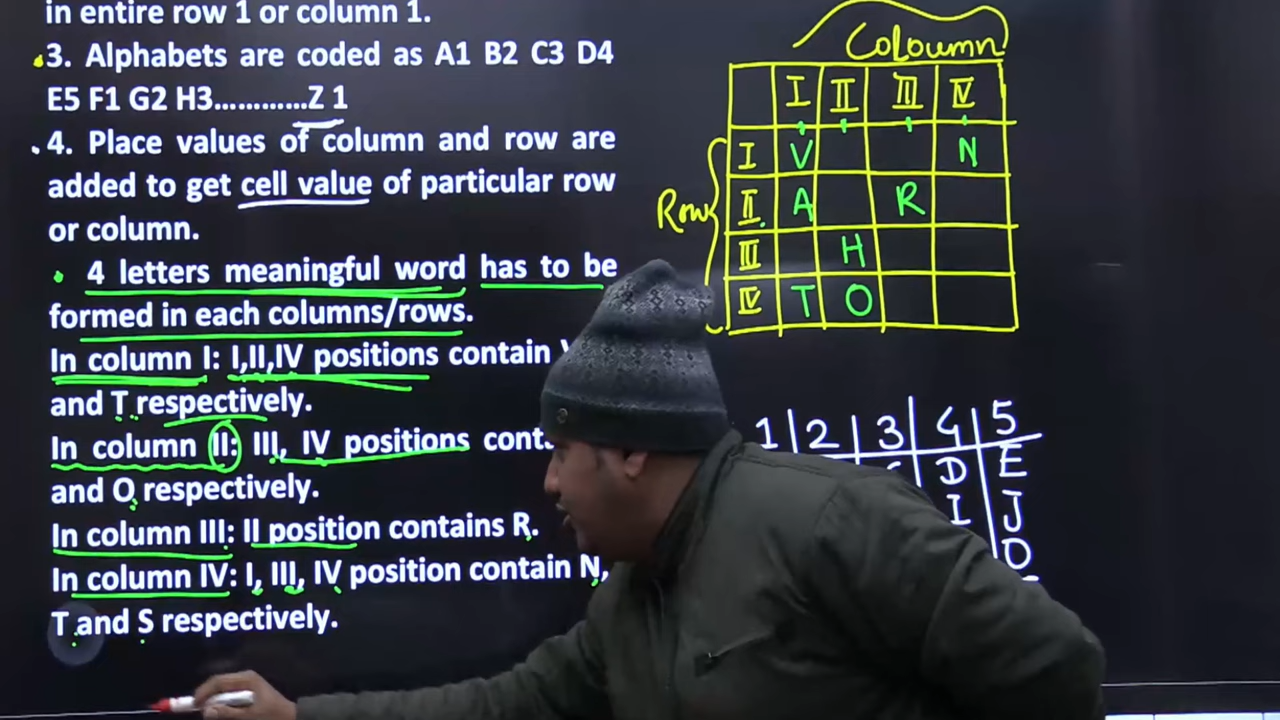 in entire row 1 or column 1.
3. Alphabets are coded as A1 B2 C3 D4
E5 F1 G2 H3............Z 1
4. Place values of column and row are
added to get cell value of particular row
or column.
4 letters meaningful word has to be
formed in each columns/rows.
In column I: I,II,IV positions contain
and T respectively.
In column II: III, IV positions
and O respectively.
In column III: II position contains R.
In column IV: I, III, IV position contain N,
T and S respectively.
Coloumn
I II III IV
Row
I V N
II A R
III H
IV T O
1 2 3 4 5
D E
I J
O